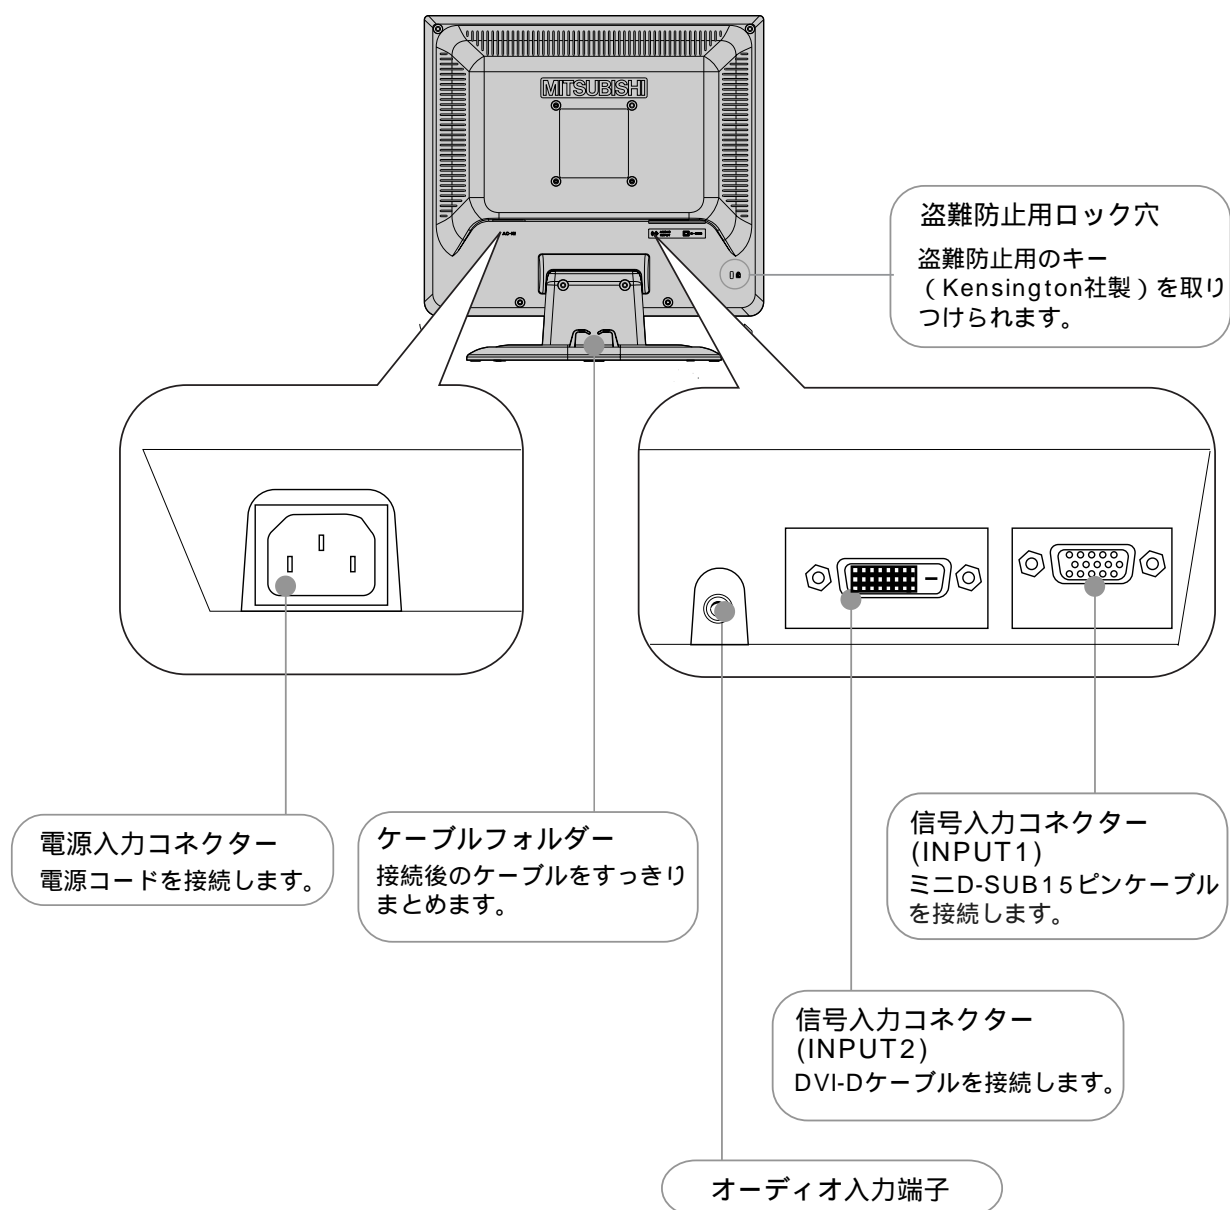 MITSUBISHI
AC-IN
盗難防止用ロック穴
盗難防止用のキー
（Kensington社製）を取り
つけられます。
電源入力コネクター
電源コードを接続します。
ケーブルフォルダー
接続後のケーブルをすっきり
まとめます。
信号入力コネクター
(INPUT1)
ミニD-SUB15ピンケーブル
を接続します。
信号入力コネクター
(INPUT2)
DVI-Dケーブルを接続します。
オーディオ入力端子